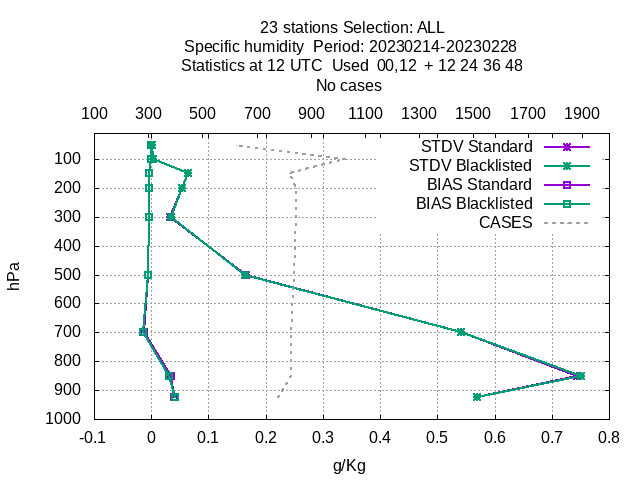 23 stations Selection: ALL
Specific humidity  Period: 20230214-20230228
Statistics at 12 UTC  Used  00,12  + 12 24 36 48
No cases
100 300 500 700 900 1100 1300 1500 1700 1900
STDV Standard
STDV Blacklisted
BIAS Standard
BIAS Blacklisted
CASES
100
200
300
400
500
600
700
800
900
1000
hPa
-0.1 0 0.1 0.2 0.3 0.4 0.5 0.6 0.7 0.8
g/Kg